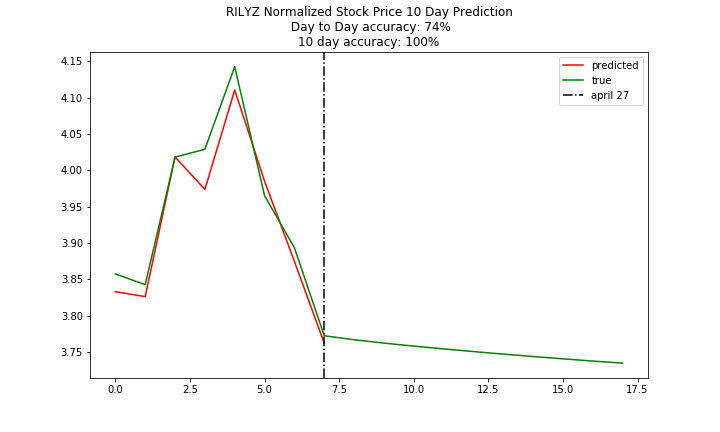 RILYZ Normalized Stock Price 10 Day Prediction
Day to Day accuracy: 74%
10 day accuracy: 100%
predicted
true
april 27
4.15
4.10
4.05
4.00
3.95
3.90
3.85
3.80
3.75
0.0 2.5 5.0 7.5 10.0 12.5 15.0 17.5